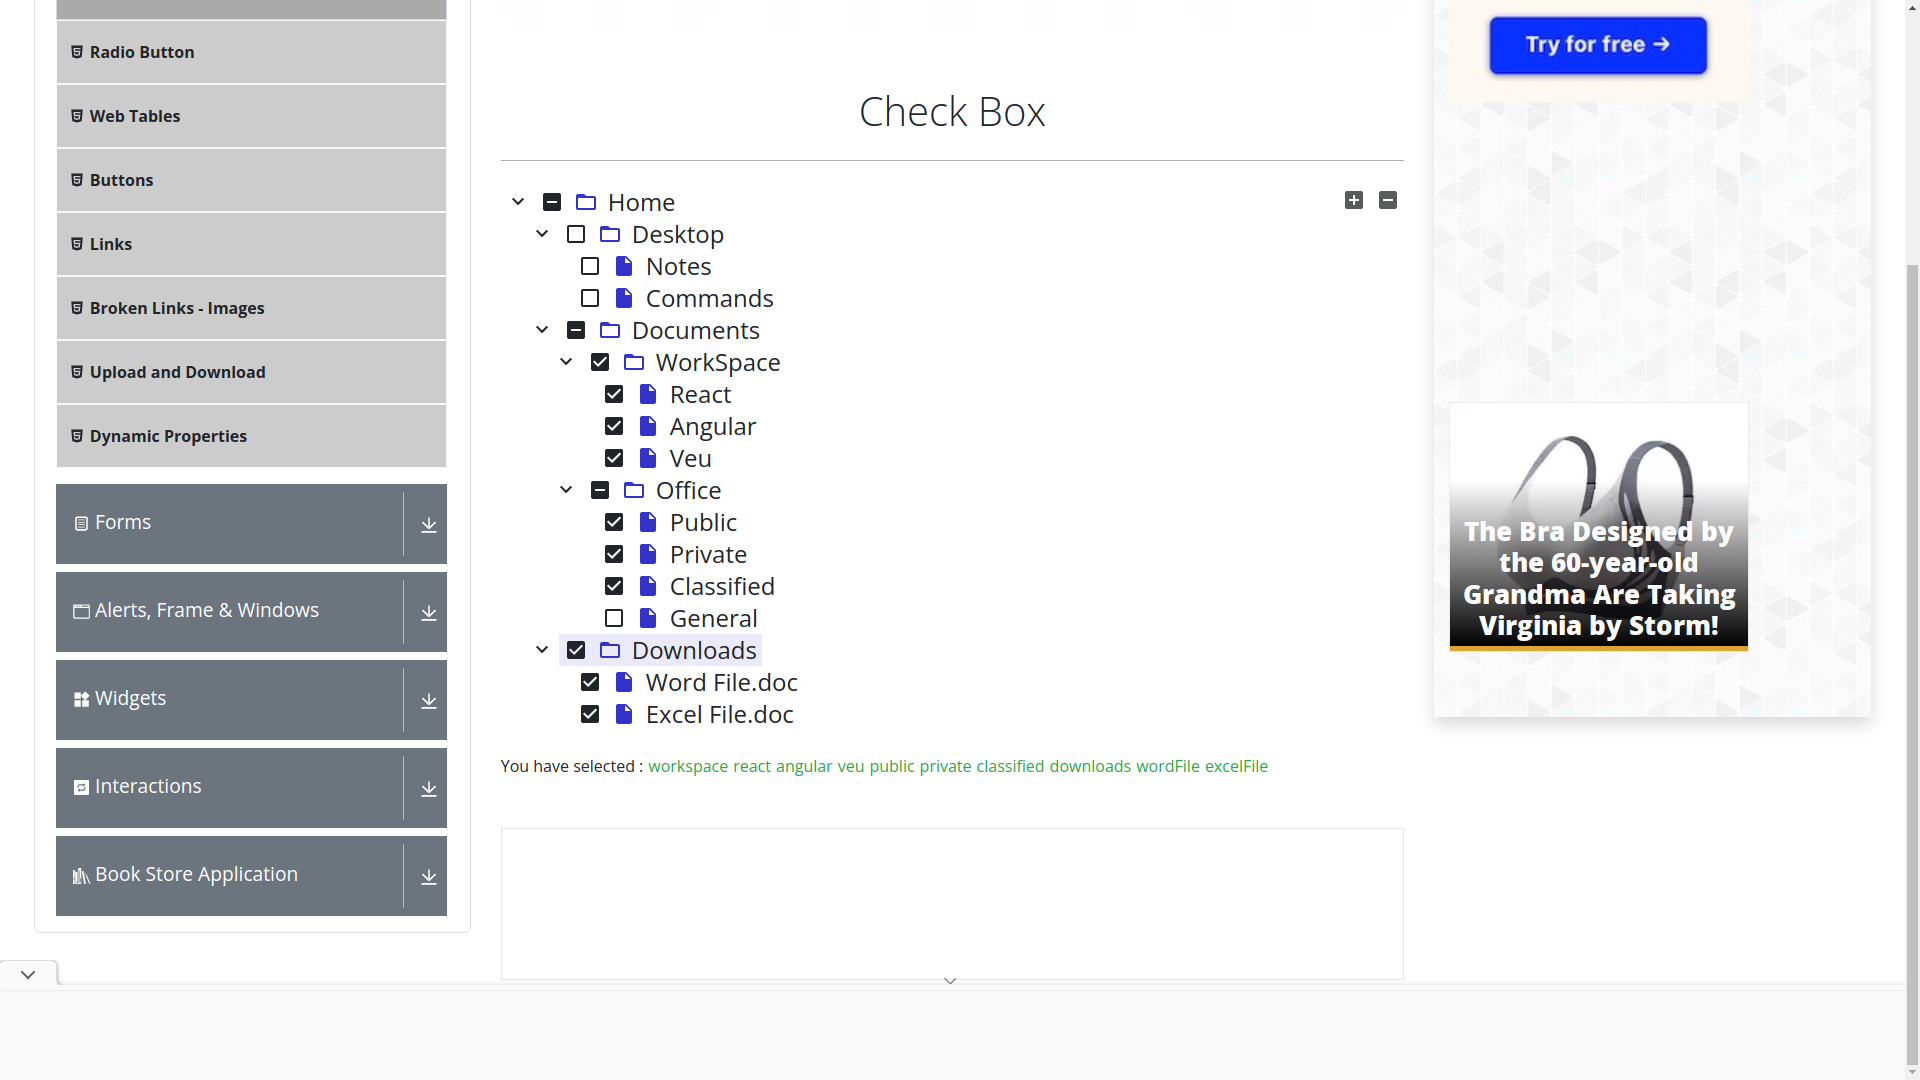 Radio Button
Web Tables
Buttons
Links
Broken Links - Images
Upload and Download
Dynamic Properties
Forms
Alerts, Frame & Windows
Widgets
Interactions
Book Store Application
Check Box
Home
Desktop
Notes
Commands
Documents
WorkSpace
React
Angular
Veu
Office
Public
Private
Classified
General
Downloads
Word File.doc
Excel File.doc
You have selected : workspace react angular veu public private classified downloads wordFile excelFile
Try for free →
The Bra Designed by
the 60-year-old
Grandma Are Taking
Virginia by Storm!